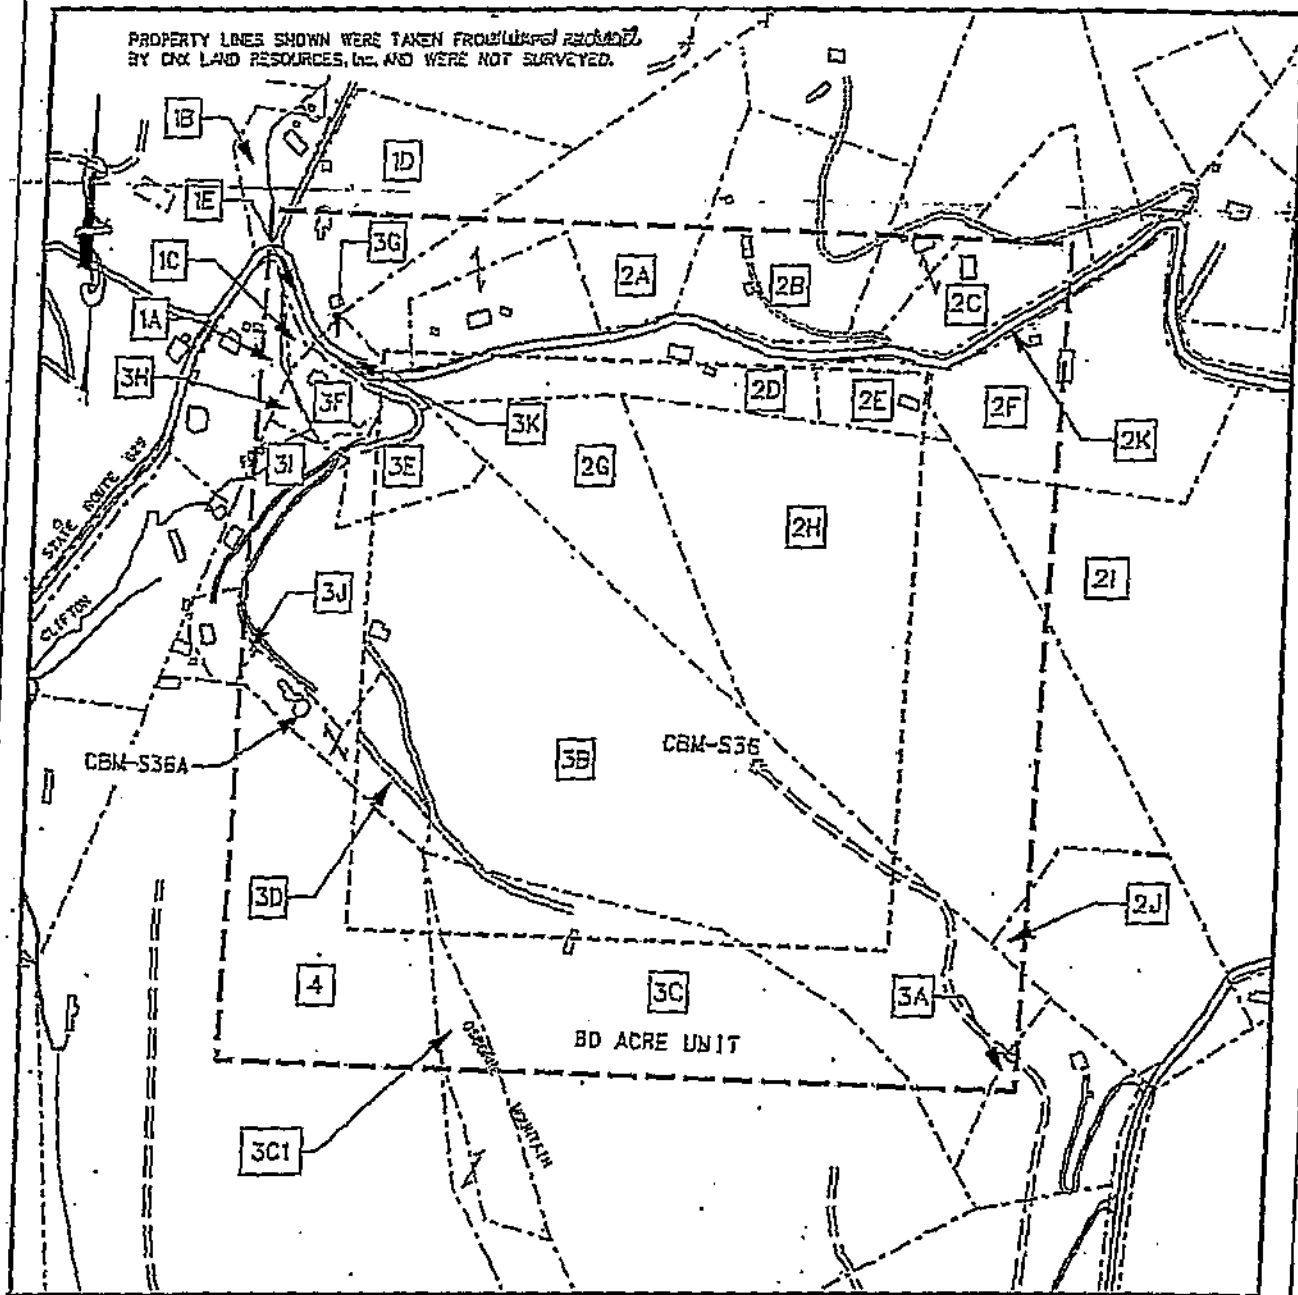 PROPERTY LINES SHOWN WERE TAKEN FROM
BY CNX LAND RESOURCES, Inc. AND WERE NOT SURVEYED.
1B
1D
1E
3G
1C
2A
2B
2C
1A
3H
3F
2D
2E
2F
3K
2K
3I
3E
2G
2H
STATE ROUTE 629
2I
3J
CLIFTON
CBM-S36
CBM-S36A
3B
3D
2J
4
3C
3A
80 ACRE UNIT
3C1
MOUNTAIN